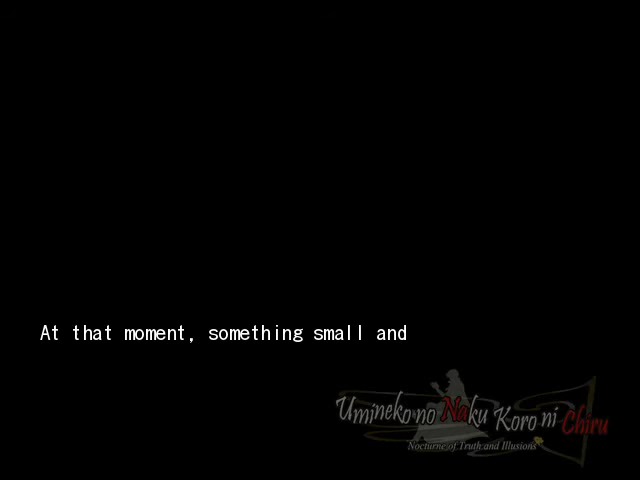 At that moment, something small and
Umineko no Naku Koro ni Chiru
Nocturne of Truth and Illusions